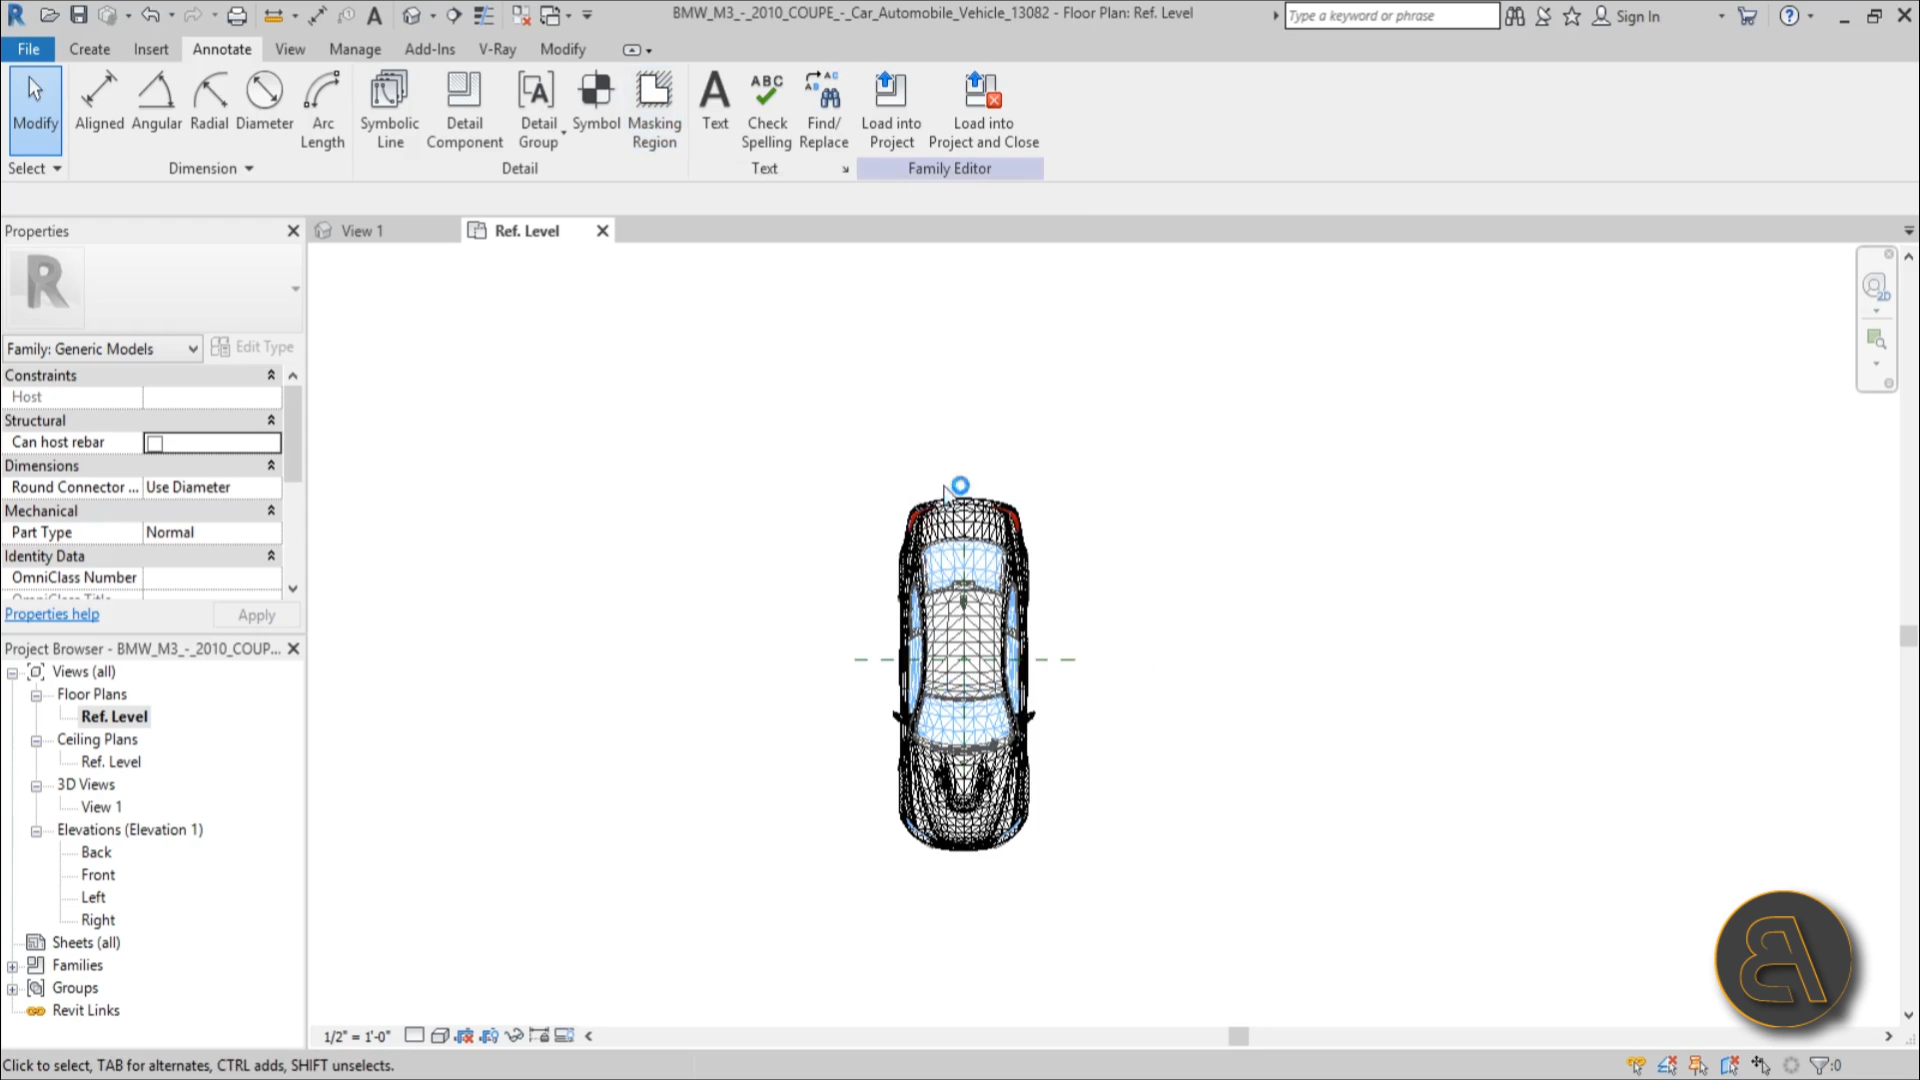 BMW_M3_-_2010_COUPE_-_Car_Automobile_Vehicle_13082 - Floor Plan: Ref. Level
Type a keyword or phrase
Sign In
File Create Insert Annotate View Manage Add-Ins V-Ray Modify
Modify
Aligned Angular Radial Diameter Arc Length
Symbolic Line
Detail Component
Detail Group
Symbol
Masking Region
Text
Check Spelling
Find/ Replace
Load into Project
Load into Project and Close
Select Dimension Detail Text Family Editor
Properties
View 1
Ref. Level
2D
Family: Generic Models
Edit Type
Constraints
Host
Structural
Can host rebar
Dimensions
Round Connector ... Use Diameter
Mechanical
Part Type Normal
Identity Data
OmniClass Number
Properties help
Apply
Project Browser - BMW_M3_-_2010_COUP...
Views (all)
Floor Plans
Ref. Level
Ceiling Plans
Ref. Level
3D Views
View 1
Elevations (Elevation 1)
Back
Front
Left
Right
Sheets (all)
Families
Groups
Revit Links
1/2" = 1'-0"
Click to select, TAB for alternates, CTRL adds, SHIFT unselects.
:0